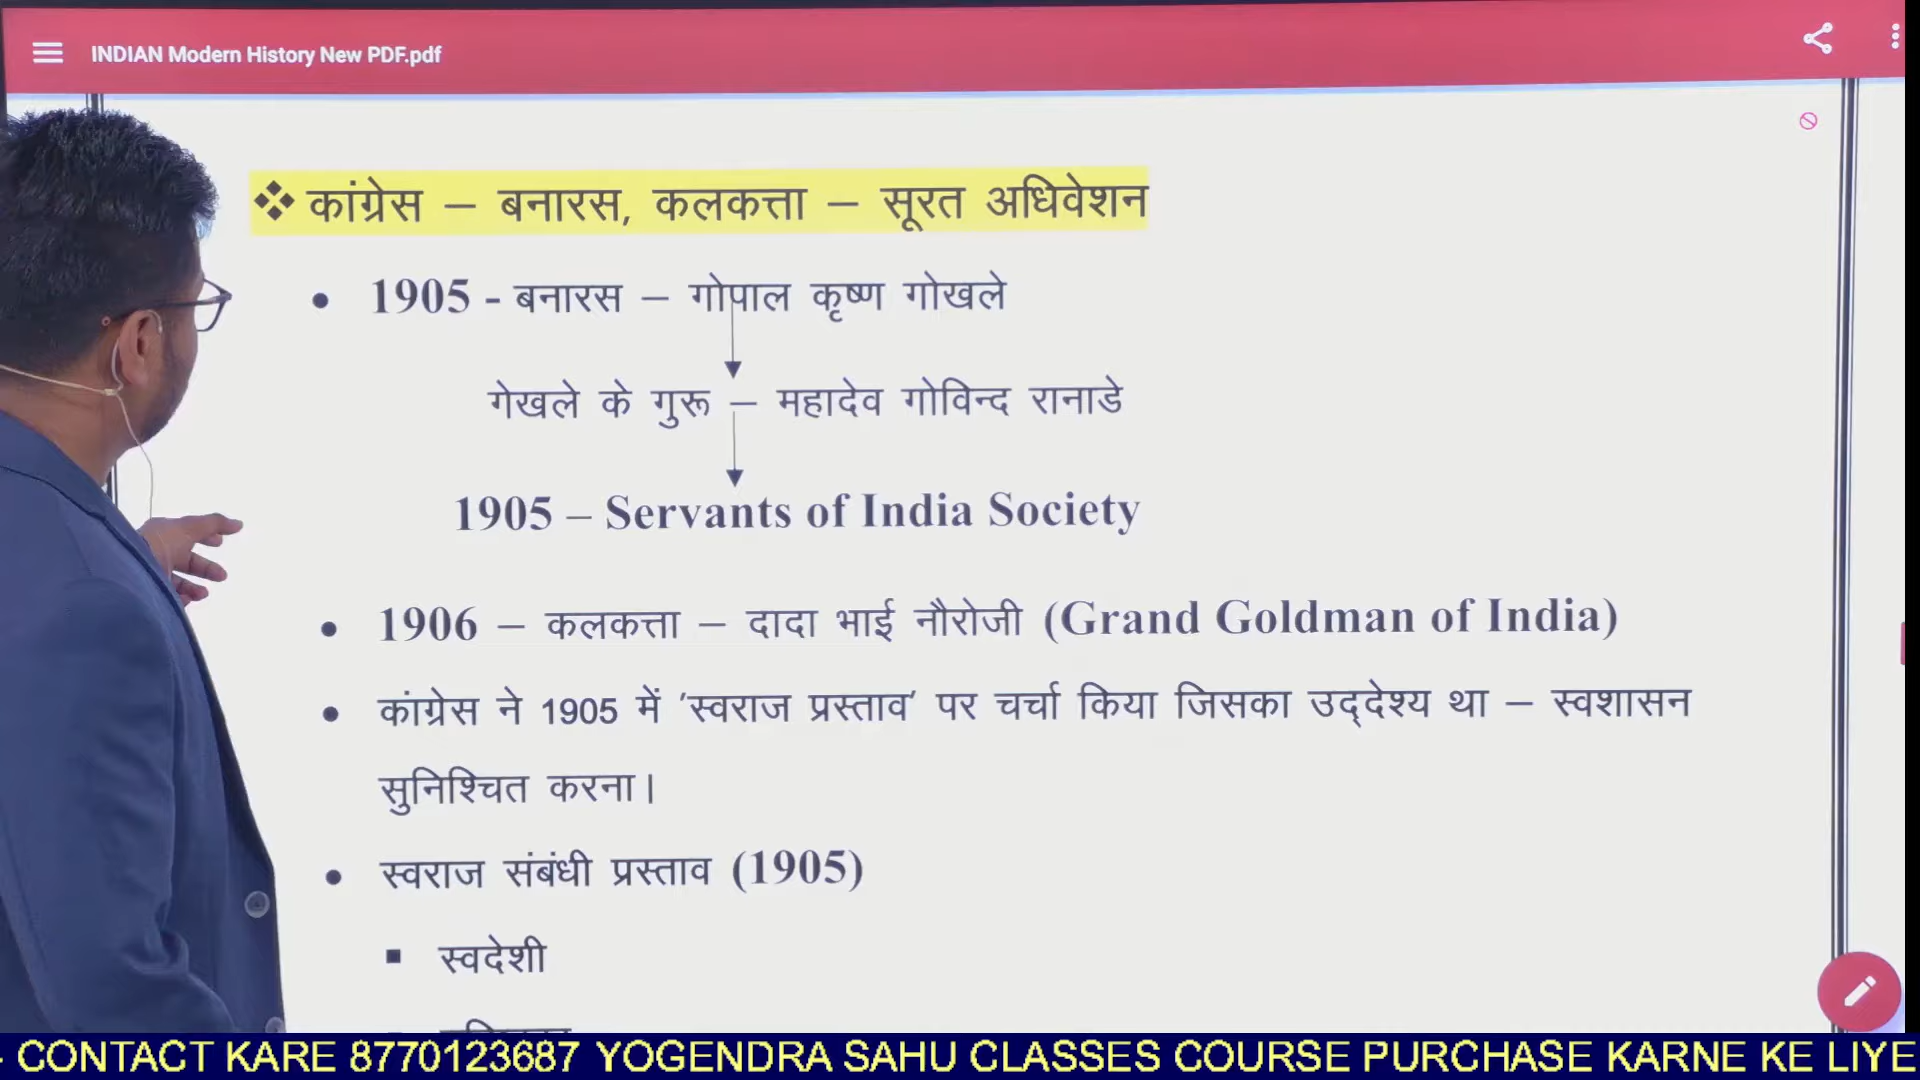 INDIAN Modern History New PDF.pdf
❖ कांग्रेस – बनारस, कलकत्ता – सूरत अधिवेशन
• 1905 - बनारस – गोपाल कृष्ण गोखले
गेखले के गुरू – महादेव गोविन्द रानाडे
1905 – Servants of India Society
• 1906 – कलकत्ता – दादा भाई नौरोजी (Grand Goldman of India)
• कांग्रेस ने 1905 में 'स्वराज प्रस्ताव' पर चर्चा किया जिसका उद्देश्य था – स्वशासन
सुनिश्चित करना।
• स्वराज संबंधी प्रस्ताव (1905)
▪ स्वदेशी
- CONTACT KARE 8770123687 YOGENDRA SAHU CLASSES COURSE PURCHASE KARNE KE LIYE